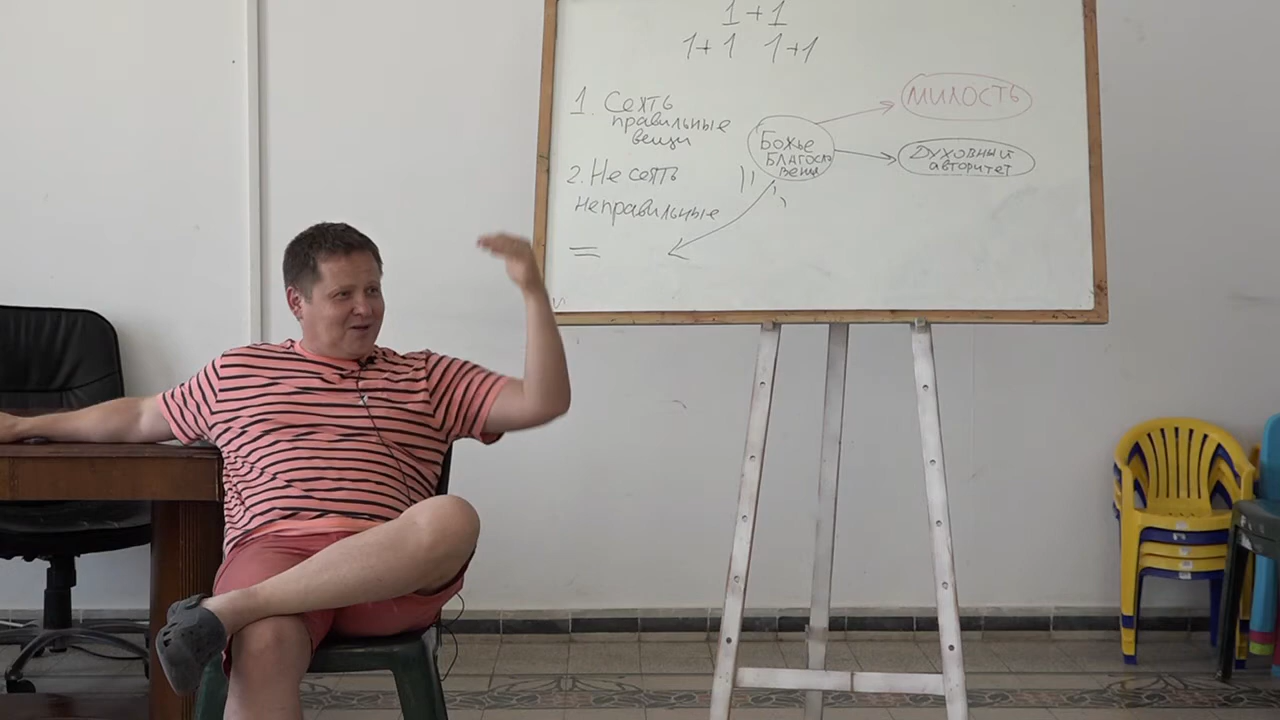 1+1
1+1 1+1
1. Сеять
правильные
вещи
2. Не сеять
неправильные
=
Божье
Благосло
вени
МИЛОСТЬ
Духовный
авторитет